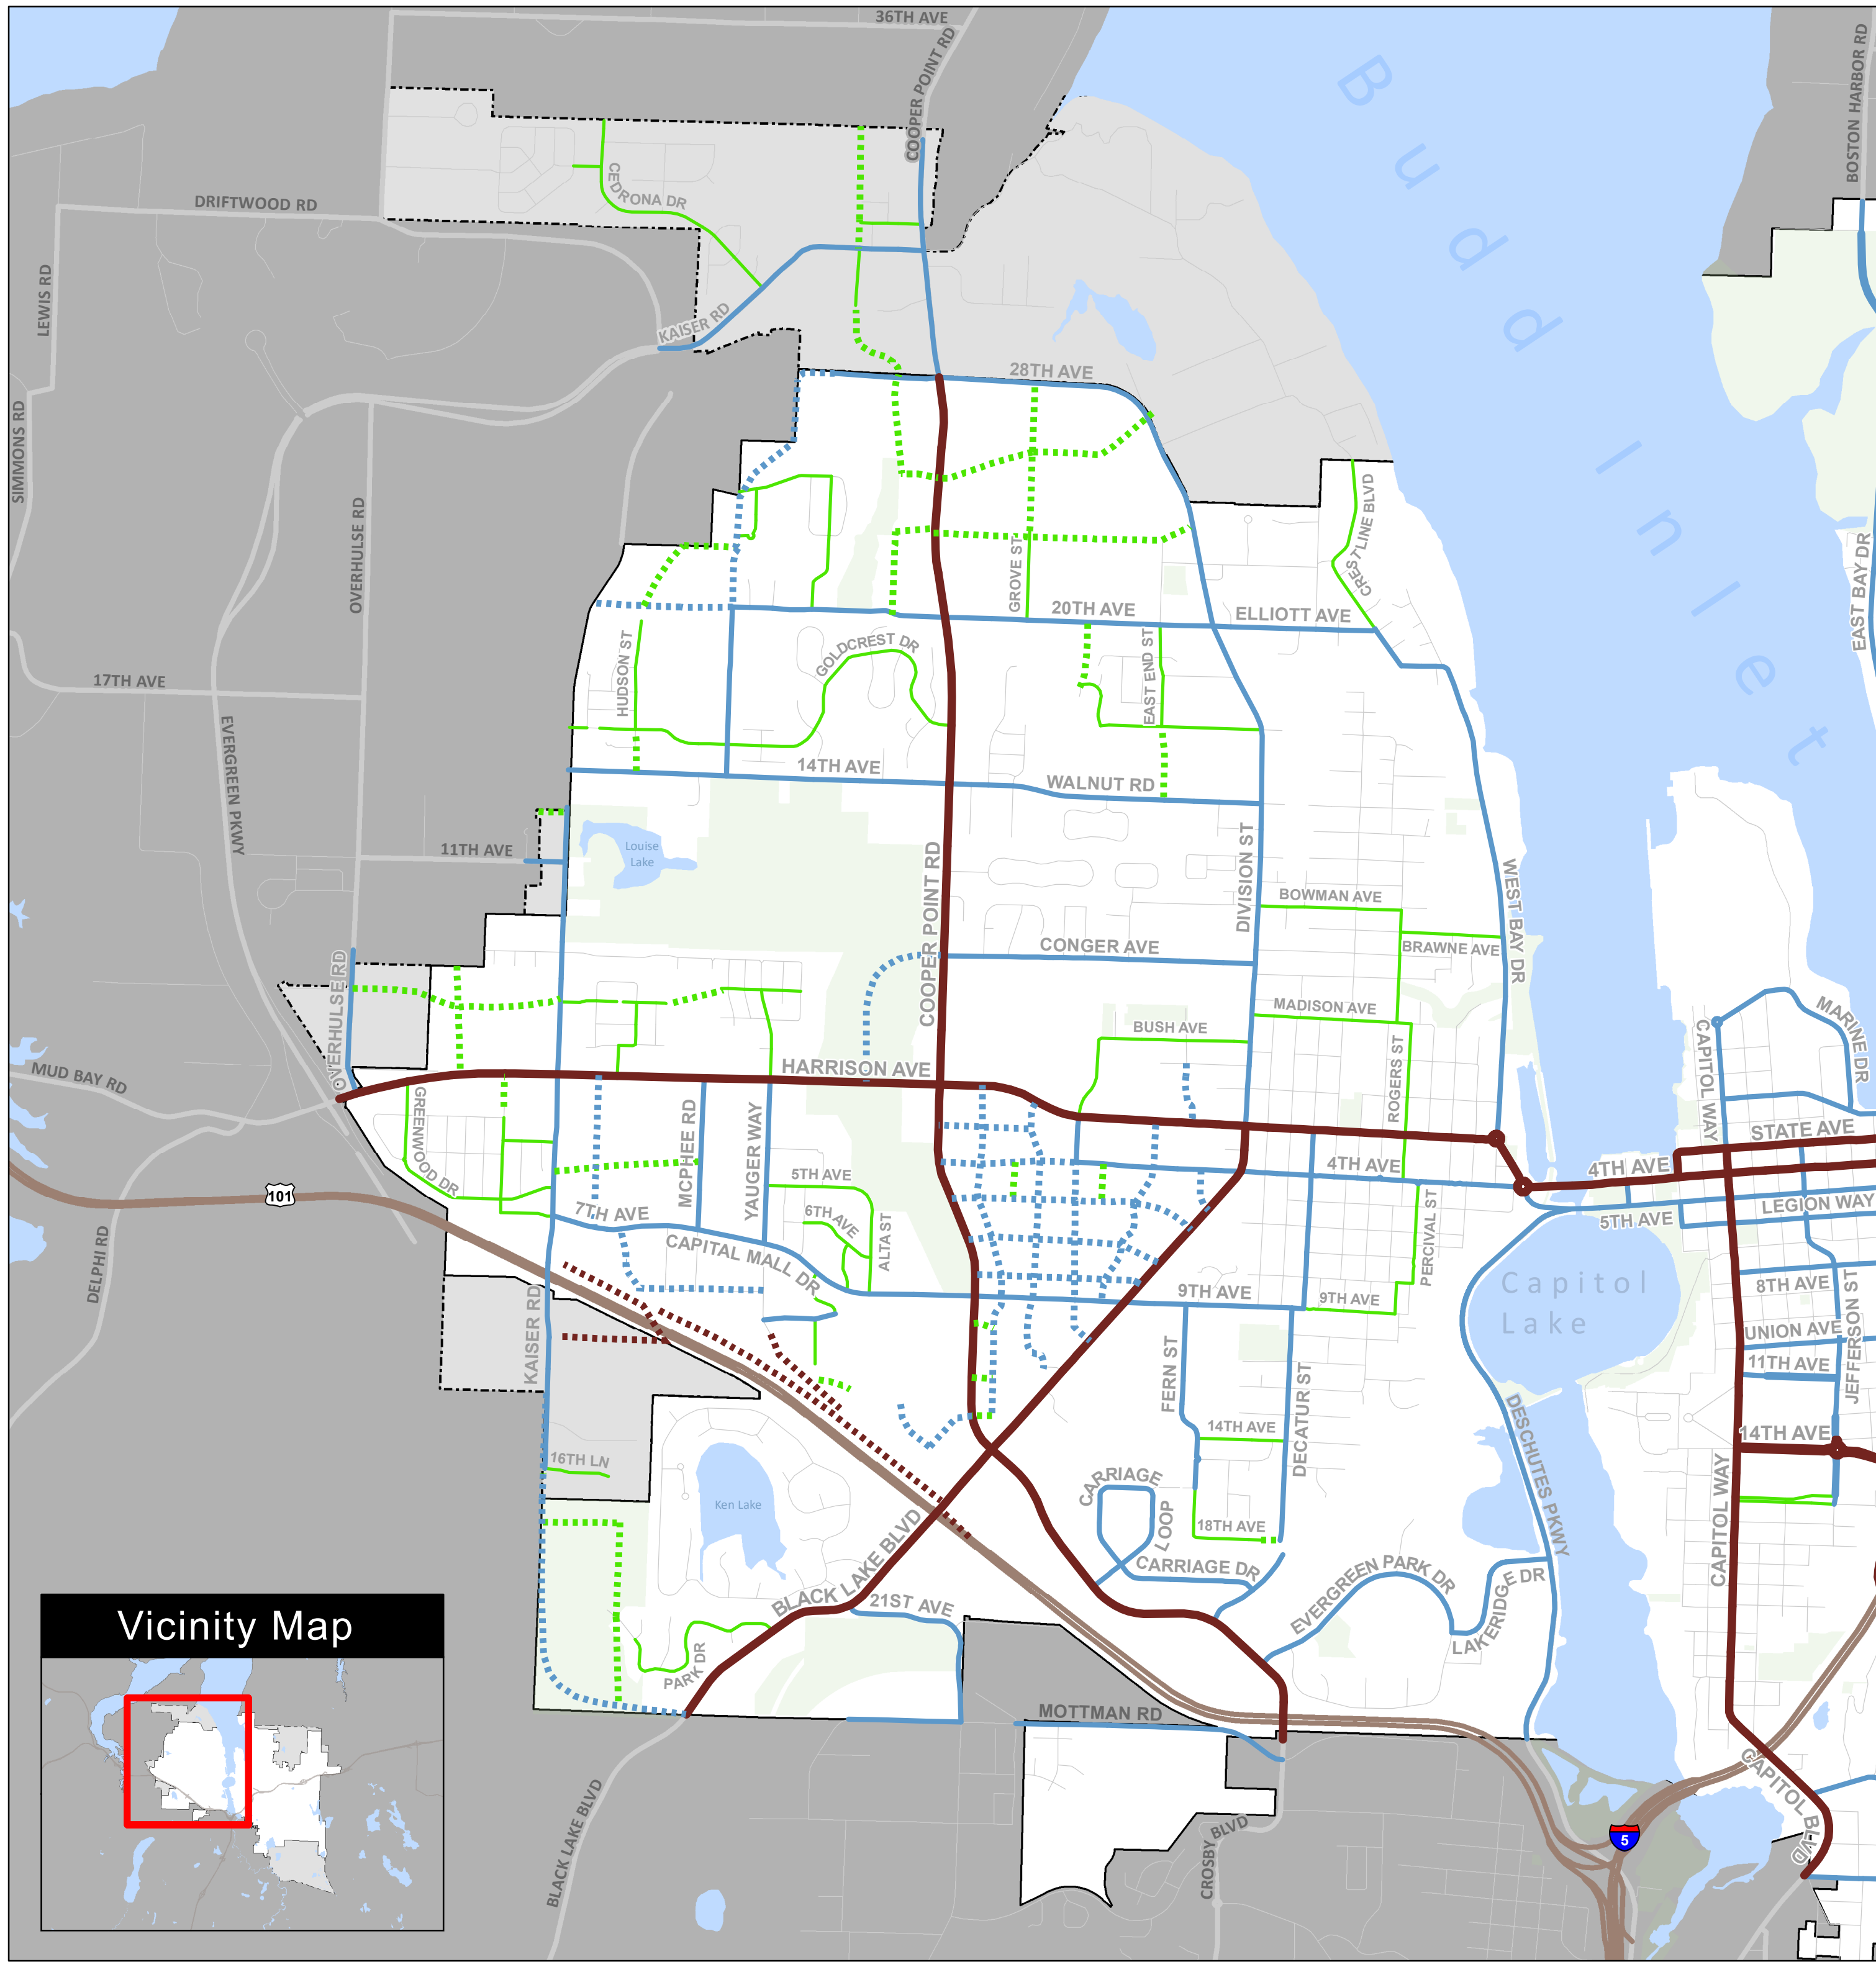 36TH AVE
COOPER POINT RD
BOSTON HARBOR RD
Budd Inlet
DRIFTWOOD RD
CEDRONA DR
LEWIS RD
KAISER RD
28TH AVE
SIMMONS RD
OVERHULSE RD
CRESTLINE BLVD
EAST BAY DR
GROVE ST
20TH AVE
ELLIOTT AVE
HUDSON ST
GOLDCREST DR
EAST END ST
17TH AVE
EVERGREEN PKWY
14TH AVE
WALNUT RD
11TH AVE
Louise
Lake
COOPER POINT RD
DIVISION ST
BOWMAN AVE
WEST BAY DR
BRAWNE AVE
CONGER AVE
OVERHULSE RD
MADISON AVE
BUSH AVE
ROGERS ST
CAPITOL WAY
MARINE DR
MUD BAY RD
HARRISON AVE
GREENWOOD DR
MCPHEE RD
YAUGER WAY
STATE AVE
4TH AVE
4TH AVE
5TH AVE
LEGION WAY
5TH AVE
101
7TH AVE
6TH AVE
ALTA ST
PERCIVAL ST
CAPITAL MALL DR
DELPHI RD
KAISER RD
9TH AVE
9TH AVE
Capitol
Lake
8TH AVE
JEFFERSON ST
UNION AVE
11TH AVE
FERN ST
DECATUR ST
14TH AVE
14TH AVE
DESCHUTES PKWY
CAPITOL WAY
16TH LN
Ken Lake
CARRIAGE
LOOP
18TH AVE
CARRIAGE DR
EVERGREEN PARK DR
LAKERIDGE DR
BLACK LAKE BLVD
21ST AVE
PARK DR
MOTTMAN RD
CAPITOL BLVD
BLACK LAKE BLVD
CROSBY BLVD
5
Vicinity Map